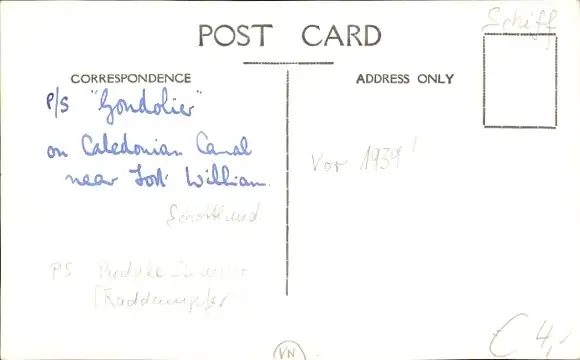 Schiff
POST CARD
CORRESPONDENCE
ADDRESS ONLY
P/S "Gondolier"
on Caledonian Canal
near Fort William.
Vor 1939!
Schottland
PS
(Raddampfer
VN
€ 4,-